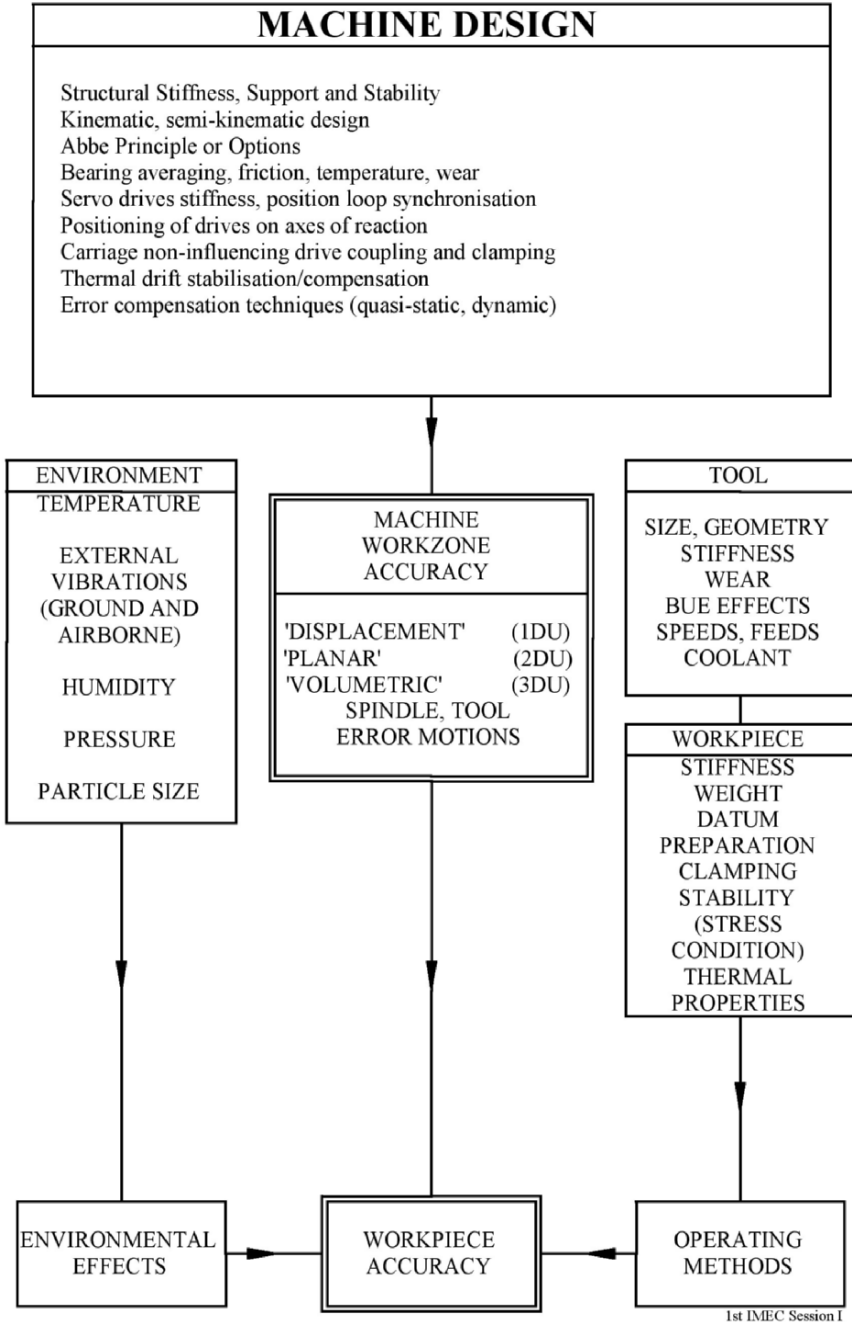 MACHINE DESIGN
Structural Stiffness, Support and Stability
Kinematic, semi-kinematic design
Abbe Principle or Options
Bearing averaging, friction, temperature, wear
Servo drives stiffness, position loop synchronisation
Positioning of drives on axes of reaction
Carriage non-influencing drive coupling and clamping
Thermal drift stabilisation/compensation
Error compensation techniques (quasi-static, dynamic)
ENVIRONMENT
TEMPERATURE
EXTERNAL
VIBRATIONS
(GROUND AND
AIRBORNE)
HUMIDITY
PRESSURE
PARTICLE SIZE
MACHINE
WORKZONE
ACCURACY
'DISPLACEMENT' (1DU)
'PLANAR' (2DU)
'VOLUMETRIC' (3DU)
SPINDLE, TOOL
ERROR MOTIONS
TOOL
SIZE, GEOMETRY
STIFFNESS
WEAR
BUE EFFECTS
SPEEDS, FEEDS
COOLANT
WORKPIECE
STIFFNESS
WEIGHT
DATUM
PREPARATION
CLAMPING
STABILITY
(STRESS
CONDITION)
THERMAL
PROPERTIES
ENVIRONMENTAL
EFFECTS
WORKPIECE
ACCURACY
OPERATING
METHODS
1st IMEC Session I